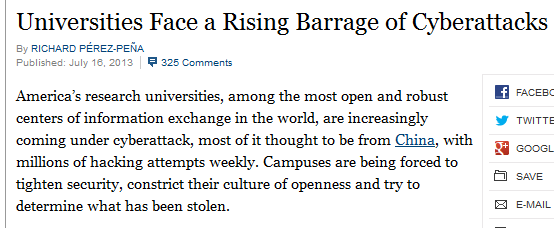 Universities Face a Rising Barrage of Cyberattacks
By RICHARD PÉREZ-PEÑA
Published: July 16, 2013
325 Comments
America's research universities, among the most open and robust
centers of information exchange in the world, are increasingly
coming under cyberattack, most of it thought to be from China, with
millions of hacking attempts weekly. Campuses are being forced to
tighten security, constrict their culture of openness and try to
determine what has been stolen.
FACEBO
TWITTE
GOOGL
SAVE
E-MAIL